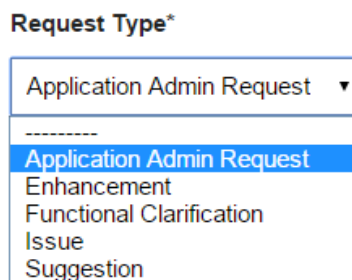 Request Type*
Application Admin Request ▼
---------
Application Admin Request
Enhancement
Functional Clarification
Issue
Suggestion